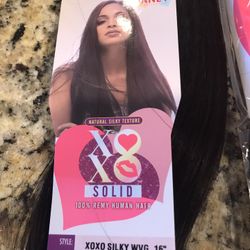 NATURAL SILKY TEXTURE
XO
XO
SOLID
100% REMY HUMAN HAIR
STYLE:
XOXO SILKY WVG 16"